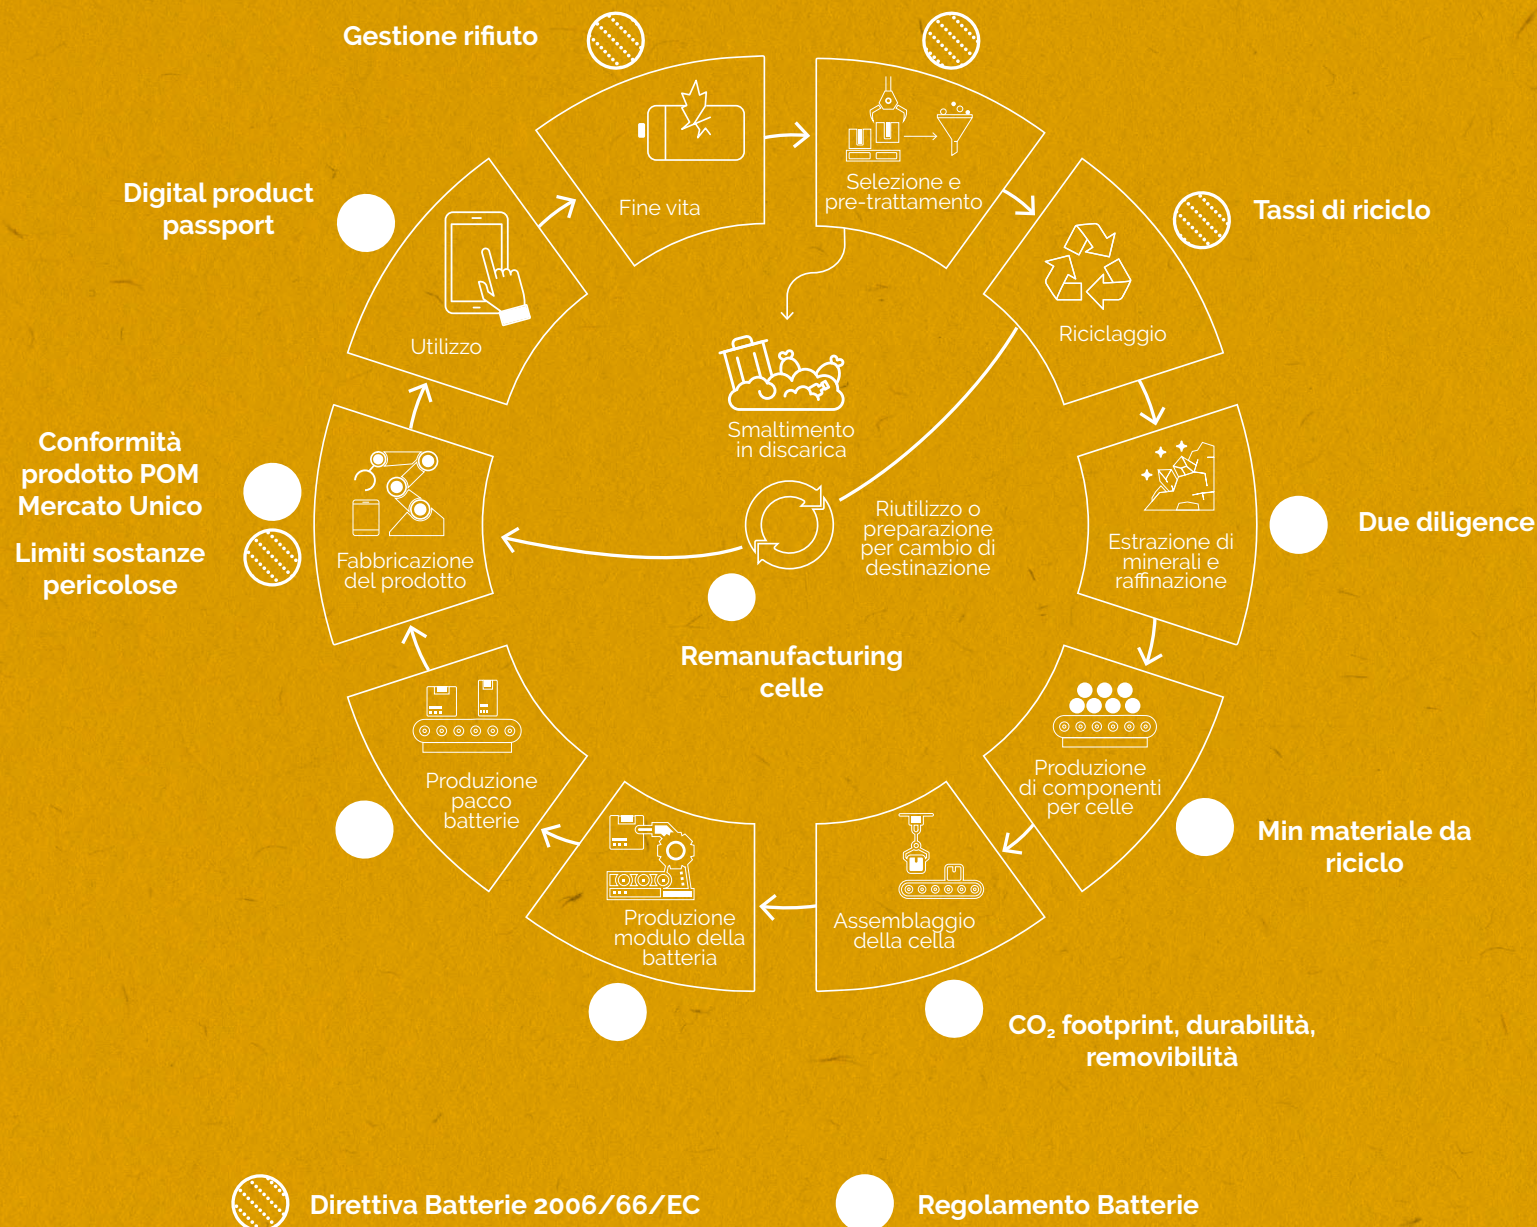 Gestione rifiuto
Digital product
passport
Fine vita
Selezione e
pre-trattamento
Tassi di riciclo
Utilizzo
Riciclaggio
Smaltimento
in discarica
Conformità
prodotto POM
Mercato Unico
Limiti sostanze
pericolose
Fabbricazione
del prodotto
Riutilizzo o
preparazione
per cambio di
destinazione
Estrazione di
minerali e
raffinazione
Due diligence
Remanufacturing
celle
Produzione
pacco
batterie
Produzione
di componenti
per celle
Min materiale da
riciclo
Produzione
modulo della
batteria
Assemblaggio
della cella
CO₂ footprint, durabilità,
removibilità
Direttiva Batterie 2006/66/EC
Regolamento Batterie